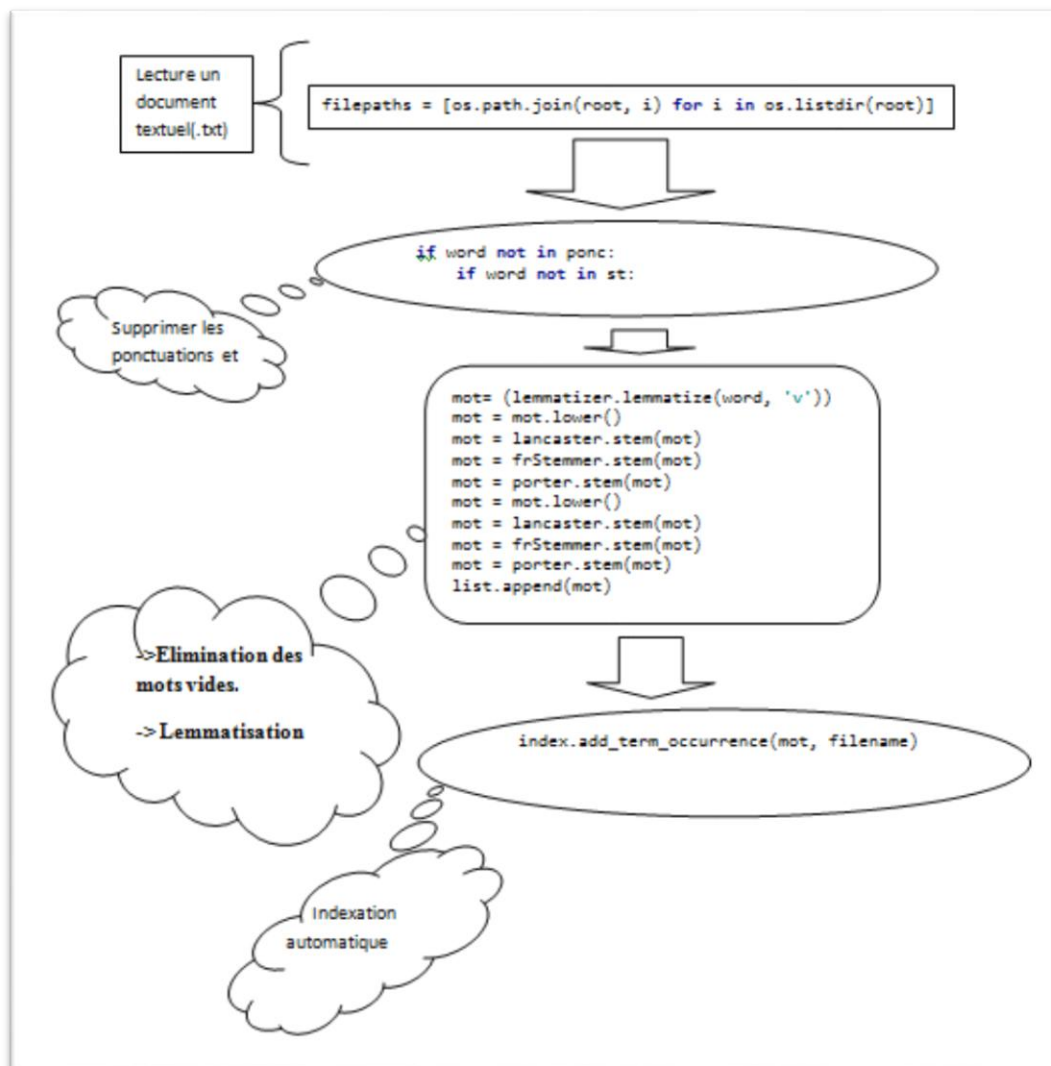 Lecture un
document
textuel(.txt)
filepaths = [os.path.join(root, i) for i in os.listdir(root)]
if word not in ponc:
if word not in st:
Supprimer les
ponctuations et
mot= (lemmatizer.lemmatize(word, 'v'))
mot = mot.lower()
mot = lancaster.stem(mot)
mot = frStemmer.stem(mot)
mot = porter.stem(mot)
mot = mot.lower()
mot = lancaster.stem(mot)
mot = frStemmer.stem(mot)
mot = porter.stem(mot)
list.append(mot)
->Elimination des
mots vides.
-> Lemmatisation
index.add_term_occurrence(mot, filename)
Indexation
automatique